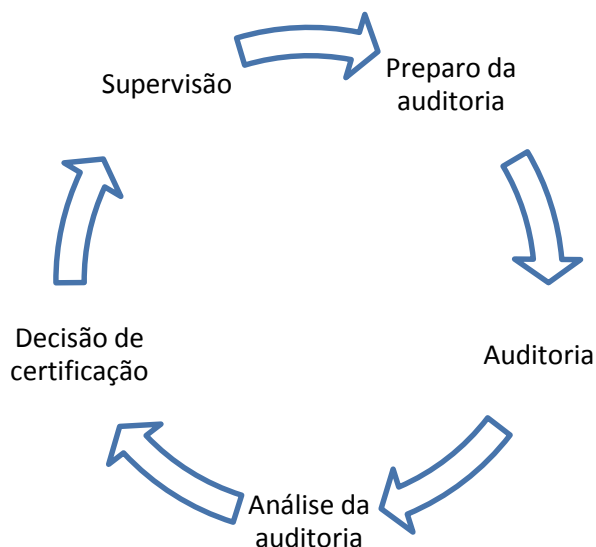 Supervisão
Preparo da
auditoria
Auditoria
Análise da
auditoria
Decisão de
certificação